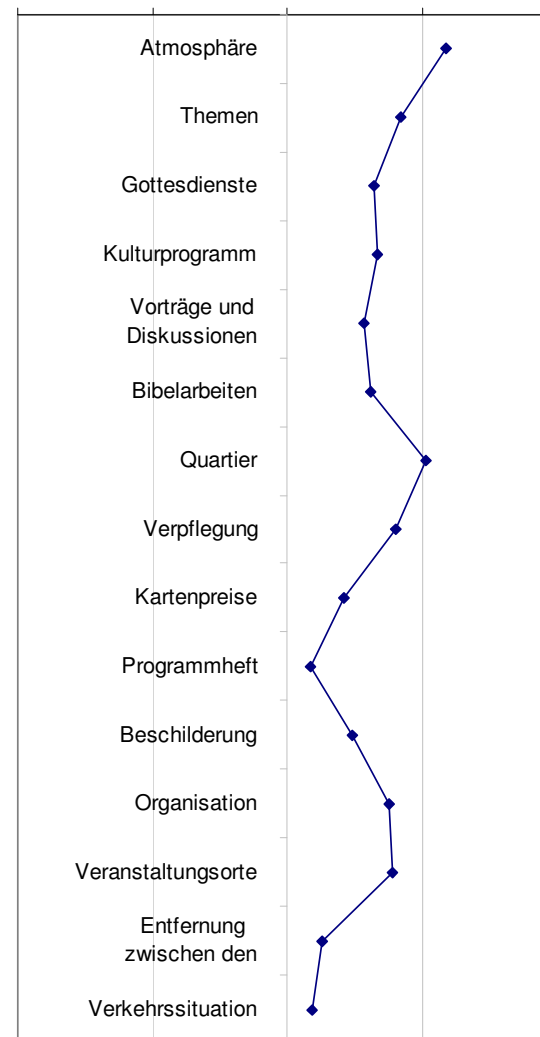 Atmosphäre
Themen
Gottesdienste
Kulturprogramm
Vorträge und
Diskussionen
Bibelarbeiten
Quartier
Verpflegung
Kartenpreise
Programmheft
Beschilderung
Organisation
Veranstaltungsorte
Entfernung
zwischen den
Verkehrssituation